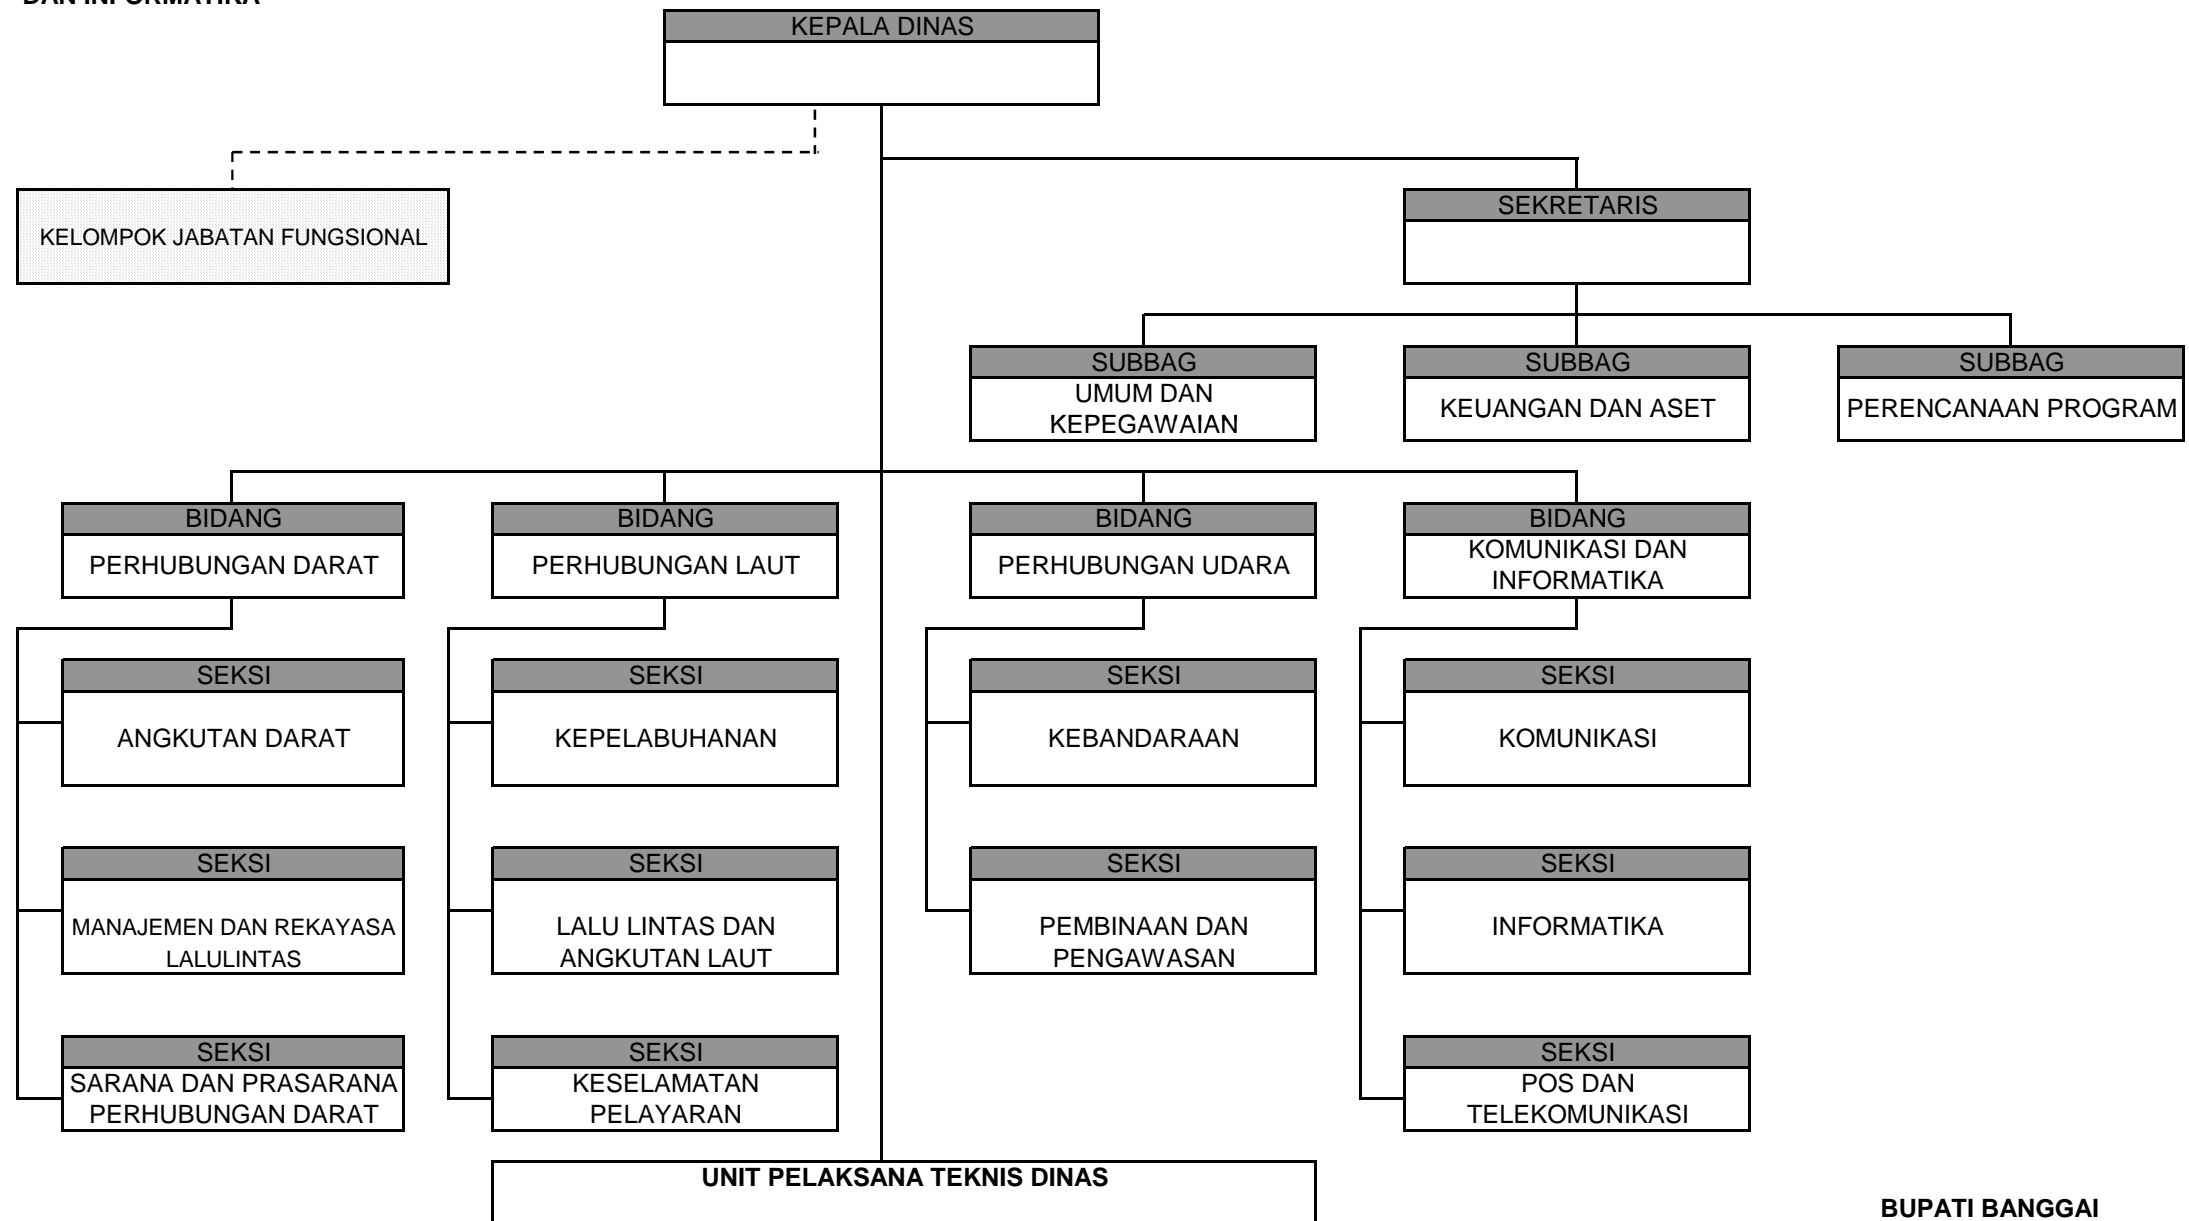 DAN INFORMATIKA
KEPALA DINAS
KELOMPOK JABATAN FUNGSIONAL
SEKRETARIS
SUBBAG
UMUM DAN
KEPEGAWAIAN
SUBBAG
KEUANGAN DAN ASET
SUBBAG
PERENCANAAN PROGRAM
BIDANG
PERHUBUNGAN DARAT
BIDANG
PERHUBUNGAN LAUT
BIDANG
PERHUBUNGAN UDARA
BIDANG
KOMUNIKASI DAN
INFORMATIKA
SEKSI
ANGKUTAN DARAT
SEKSI
KEPELABUHANAN
SEKSI
KEBANDARAAN
SEKSI
KOMUNIKASI
SEKSI
MANAJEMEN DAN REKAYASA
LALULINTAS
SEKSI
LALU LINTAS DAN
ANGKUTAN LAUT
SEKSI
PEMBINAAN DAN
PENGAWASAN
SEKSI
INFORMATIKA
SEKSI
SARANA DAN PRASARANA
PERHUBUNGAN DARAT
SEKSI
KESELAMATAN
PELAYARAN
SEKSI
POS DAN
TELEKOMUNIKASI
UNIT PELAKSANA TEKNIS DINAS
BUPATI BANGGAI